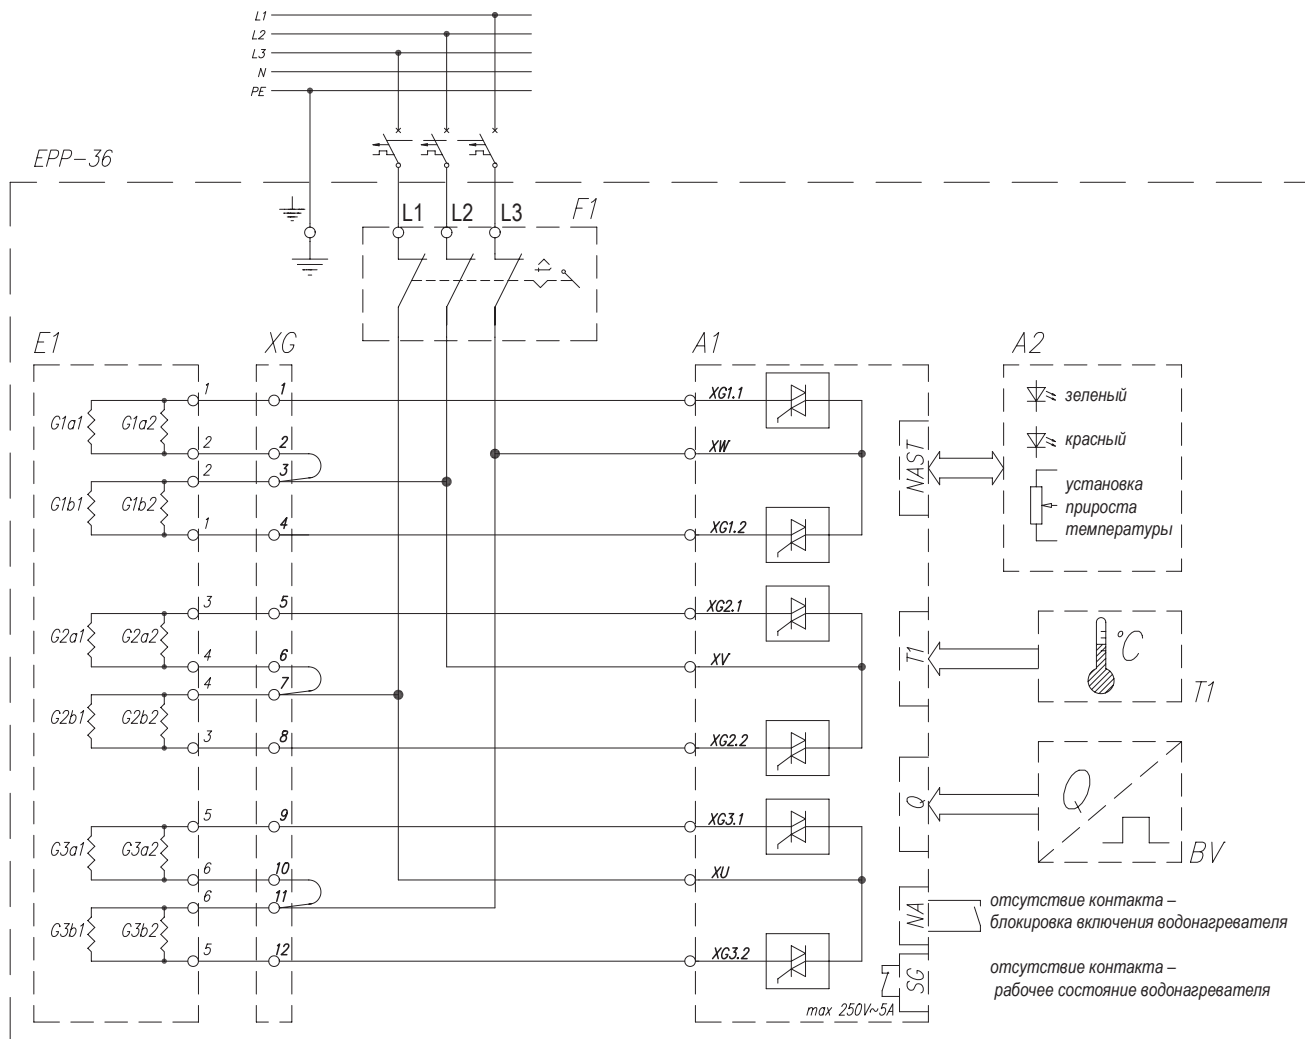 L1
L2
L3
N
PE
EPP-36
L1 L2 L3 F1
E1 XG A1 A2
1 1 XG1.1
G1a1 G1a2
2 2 XW
2 3
G1b1 G1b2
1 4 XG1.2
NAST
зеленый
красный
установка
прироста
температуры
3 5 XG2.1
G2a1 G2a2
4 6 XV
4 7
G2b1 G2b2
3 8 XG2.2
T1
°C
T1
Q
Q
BV
5 9 XG3.1
G3a1 G3a2
6 10 XU
6 11
G3b1 G3b2
5 12 XG3.2
NA
отсутствие контакта –
блокировка включения водонагревателя
SG
отсутствие контакта –
рабочее состояние водонагревателя
max 250V~5A